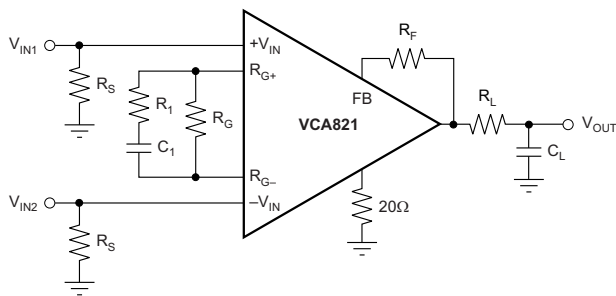 V_IN1
+V_IN
R_F
R_S
R_G+
R_1
FB
R_L
V_OUT
R_G
VCA821
C_1
C_L
R_G–
V_IN2
–V_IN
20Ω
R_S